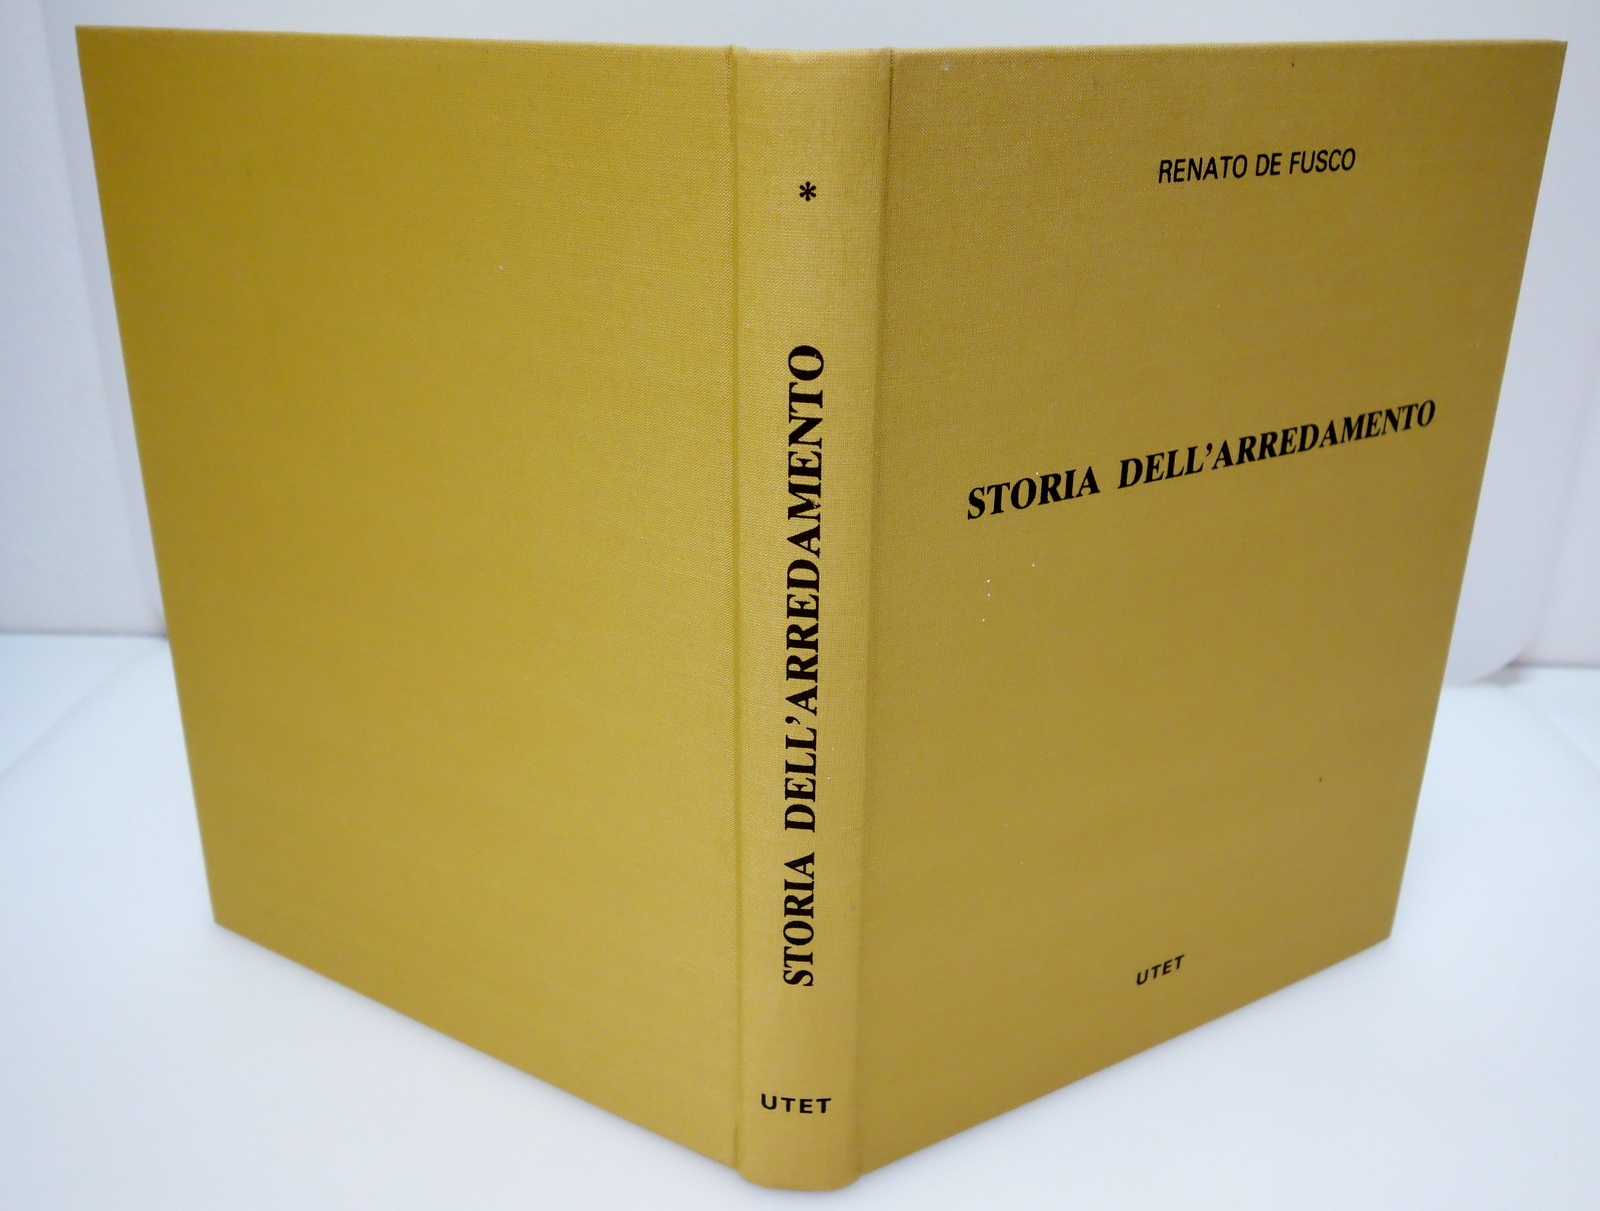 *
STORIA DELL'ARREDAMENTO
UTET
RENATO DE FUSCO
STORIA DELL'ARREDAMENTO
UTET